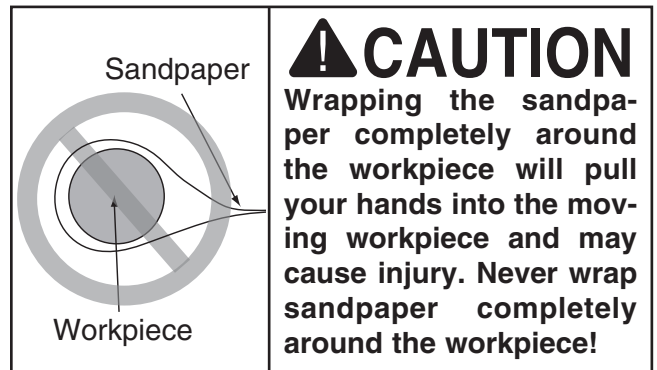 Sandpaper
Workpiece
CAUTION
Wrapping the sandpa-
per completely around
the workpiece will pull
your hands into the mov-
ing workpiece and may
cause injury. Never wrap
sandpaper completely
around the workpiece!